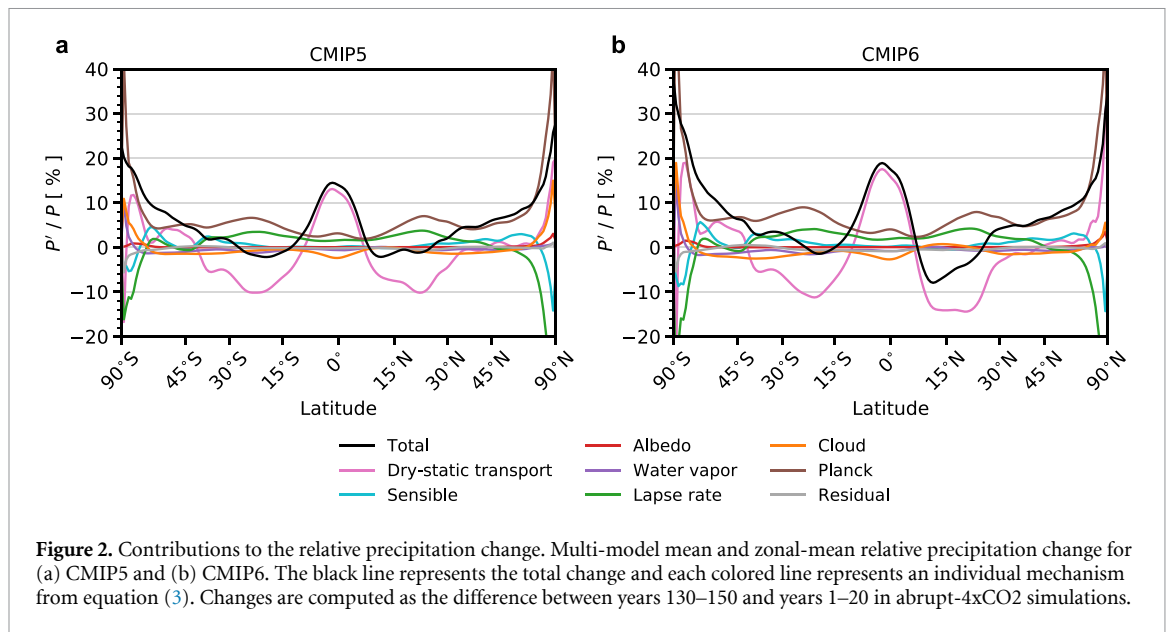 a
CMIP5
40
30
20
10
0
−10
−20
P′ / P [ % ]
90°S
45°S
30°S
15°S
0°
15°N
30°N
45°N
90°N
Latitude
b
CMIP6
40
30
20
10
0
−10
−20
P′ / P [ % ]
90°S
45°S
30°S
15°S
0°
15°N
30°N
45°N
90°N
Latitude
Total
Dry-static transport
Sensible
Albedo
Water vapor
Lapse rate
Cloud
Planck
Residual
Figure 2. Contributions to the relative precipitation change. Multi-model mean and zonal-mean relative precipitation change for
(a) CMIP5 and (b) CMIP6. The black line represents the total change and each colored line represents an individual mechanism
from equation (3). Changes are computed as the difference between years 130–150 and years 1–20 in abrupt-4xCO2 simulations.